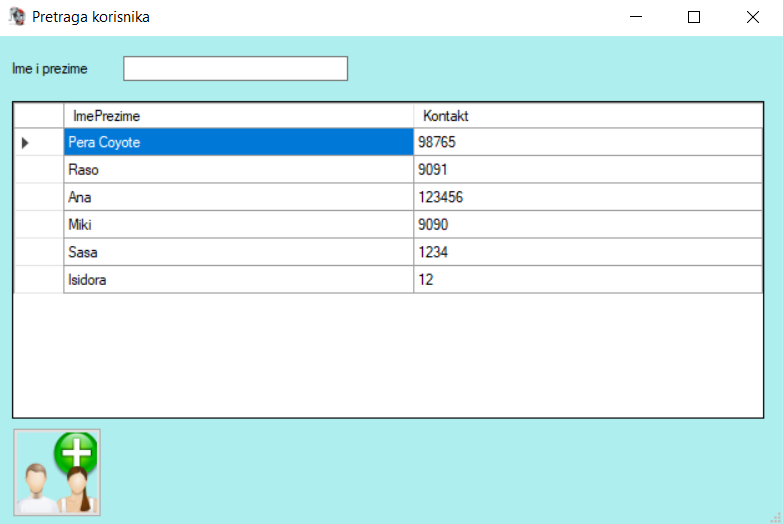 Pretraga korisnika
Ime i prezime
ImePrezime Kontakt
Pera Coyote 98765
Raso 9091
Ana 123456
Miki 9090
Sasa 1234
Isidora 12